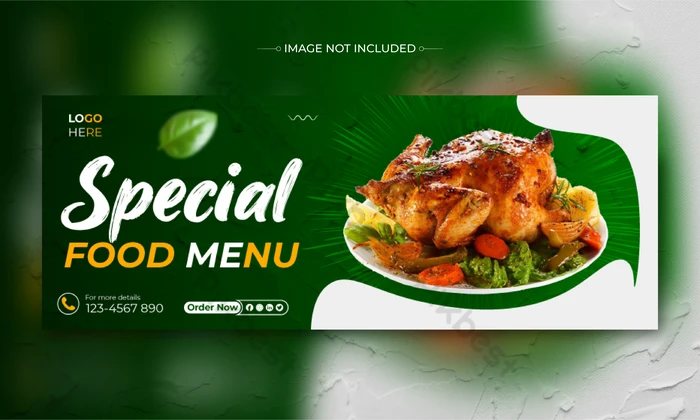 IMAGE NOT INCLUDED
LOGO
HERE
Special
FOOD MENU
For more details
123-4567 890
Order Now